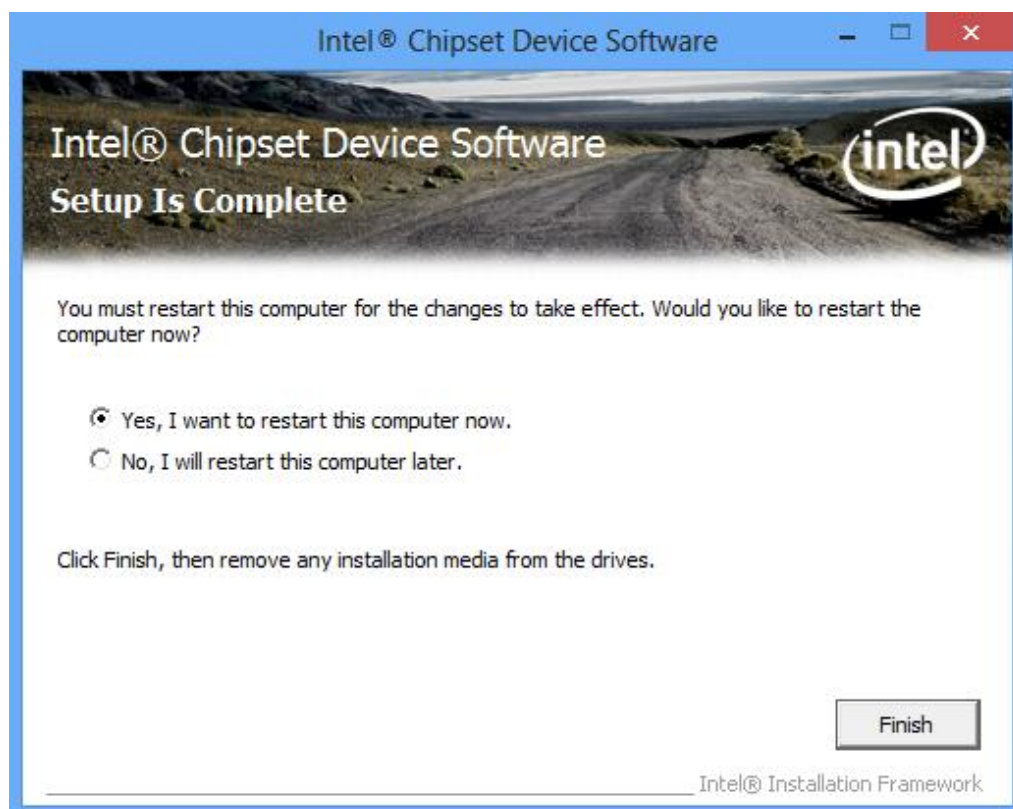 Intel® Chipset Device Software
Intel® Chipset Device Software
intel
Setup Is Complete
You must restart this computer for the changes to take effect. Would you like to restart the
computer now?
Yes, I want to restart this computer now.
No, I will restart this computer later.
Click Finish, then remove any installation media from the drives.
Finish
Intel® Installation Framework